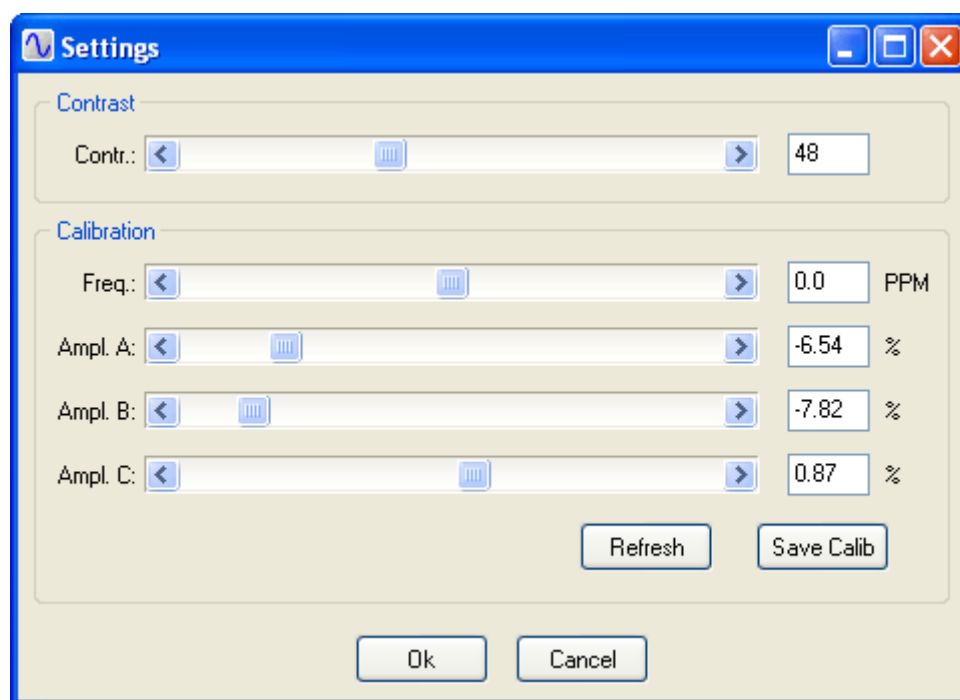 Settings
Contrast
Contr.: 48
Calibration
Freq.: 0.0 PPM
Ampl. A: -6.54 %
Ampl. B: -7.82 %
Ampl. C: 0.87 %
Refresh Save Calib
Ok Cancel